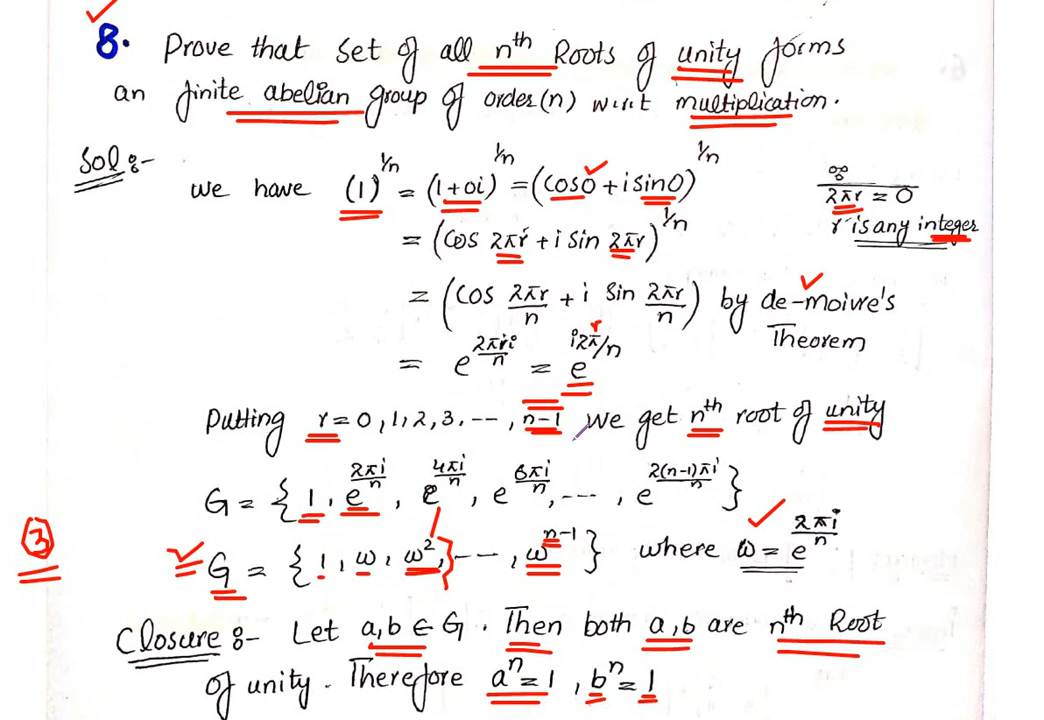 8. Prove that set of all nth Roots of unity forms
an finite abelian group of order (n) w.r.t multiplication.
Sol:-
we have (1)^1/n = (1+0i)^1/n = (cos0 + i sin0)^1/n
∵ 2πr = 0
r is any integer
= (cos 2πr + i sin 2πr)^1/n
= (cos 2πr/n + i sin 2πr/n) by de-moivre's
Theorem
= e^2πri/n = e^i2πr/n
Putting r = 0,1,2,3,--, n-1 we get nth root of unity
G = {1, e^2πi/n, e^4πi/n, e^6πi/n, ---, e^2(n-1)πi/n}
③ G = {1, ω, ω², }---, ω^n-1} where ω = e^2πi/n
Closure :- Let a,b ∈ G. Then both a,b are nth Root
of unity. Therefore a^n = 1, b^n = 1